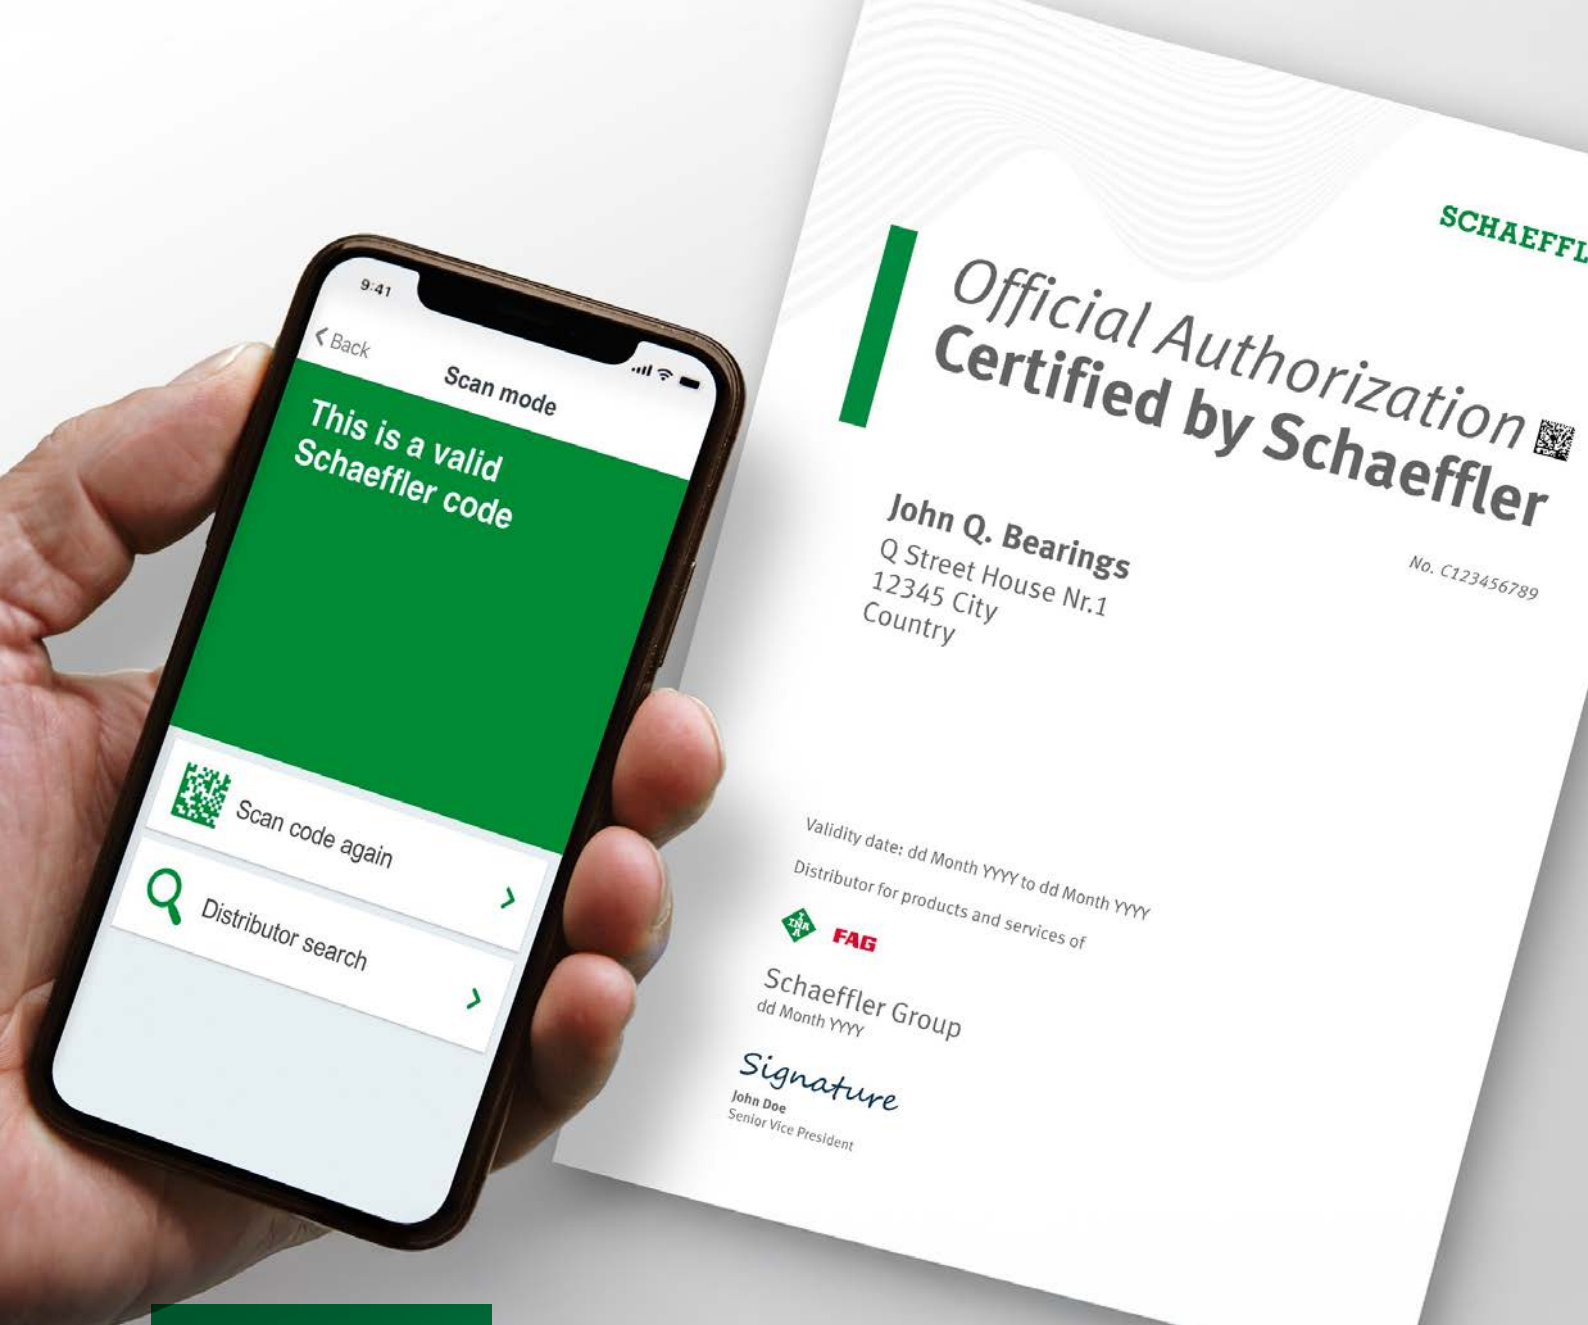 9:41
Back
Scan mode
This is a valid
Schaeffler code
Scan code again
Distributor search
SCHAEFFL
Official Authorization
Certified by Schaeffler
No. C123456789
John Q. Bearings
Q Street House Nr.1
12345 City
Country
Validity date: dd Month YYYY to dd Month YYYY
Distributor for products and services of
INA
FAG
Schaeffler Group
dd Month YYYY
Signature
John Doe
Senior Vice President